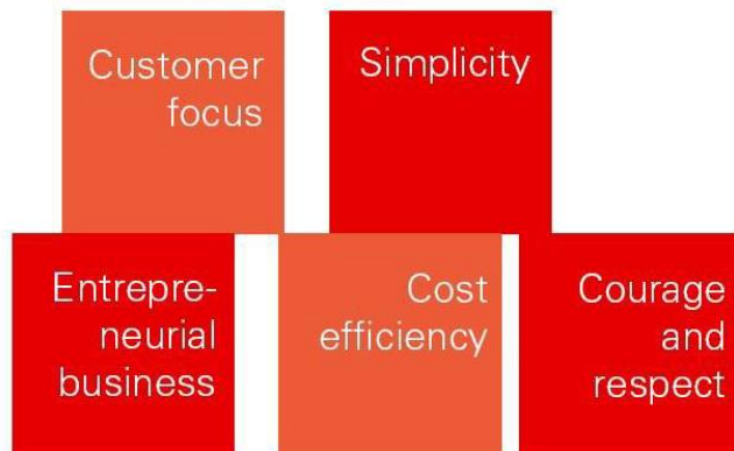 Customer
focus
Simplicity
Entrepre-
neurial
business
Cost
efficiency
Courage
and
respect